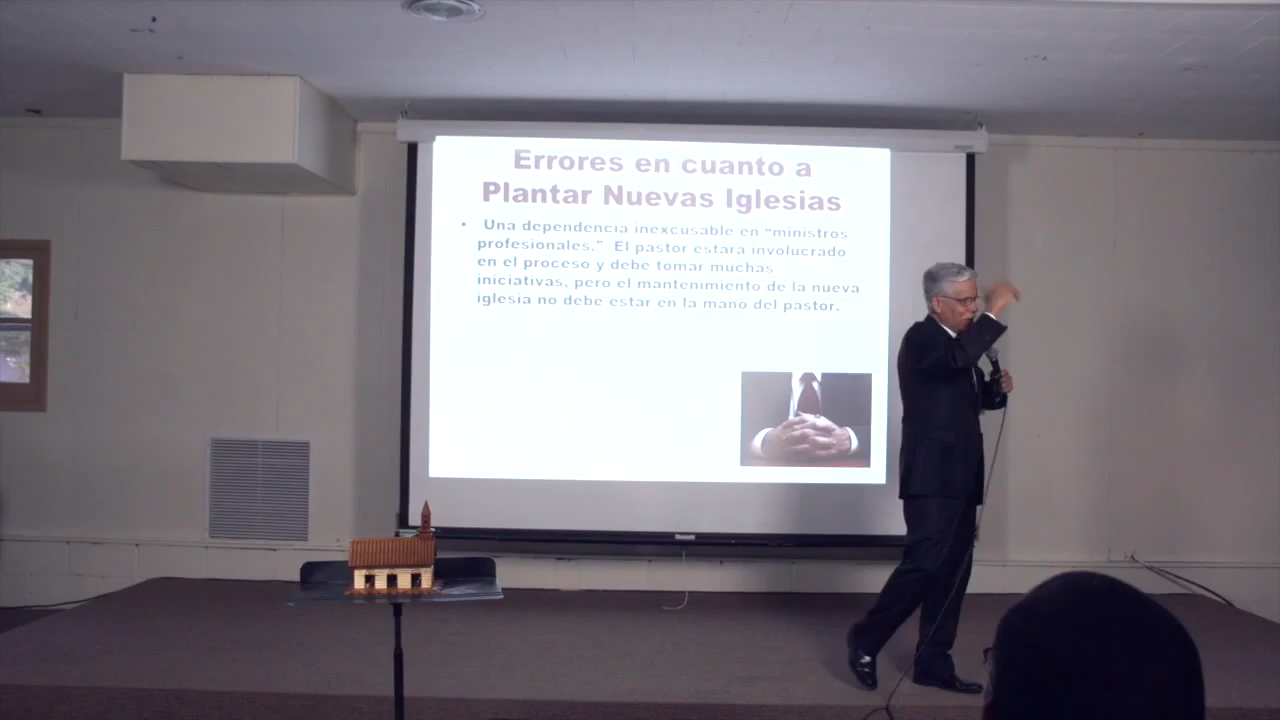 Errores en cuanto a
Plantar Nuevas Iglesias
• Una dependencia inexcusable en “ministros
profesionales.” El pastor estara involucrado
en el proceso y debe tomar muchas
iniciativas, pero el mantenimiento de la nueva
iglesia no debe estar en la mano del pastor.